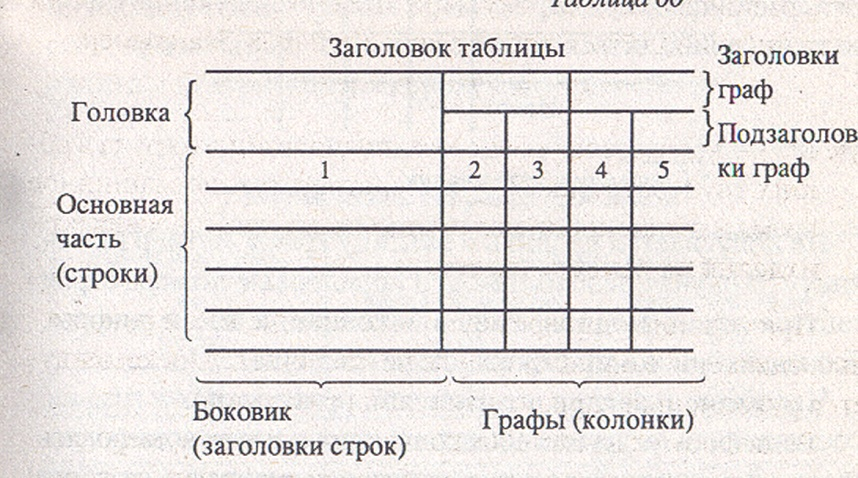 Таблица 60
Заголовок таблицы
Заголовки
граф
Головка
Подзаголов
ки граф
1 2 3 4 5
Основная
часть
(строки)
Боковик
(заголовки строк)
Графы (колонки)